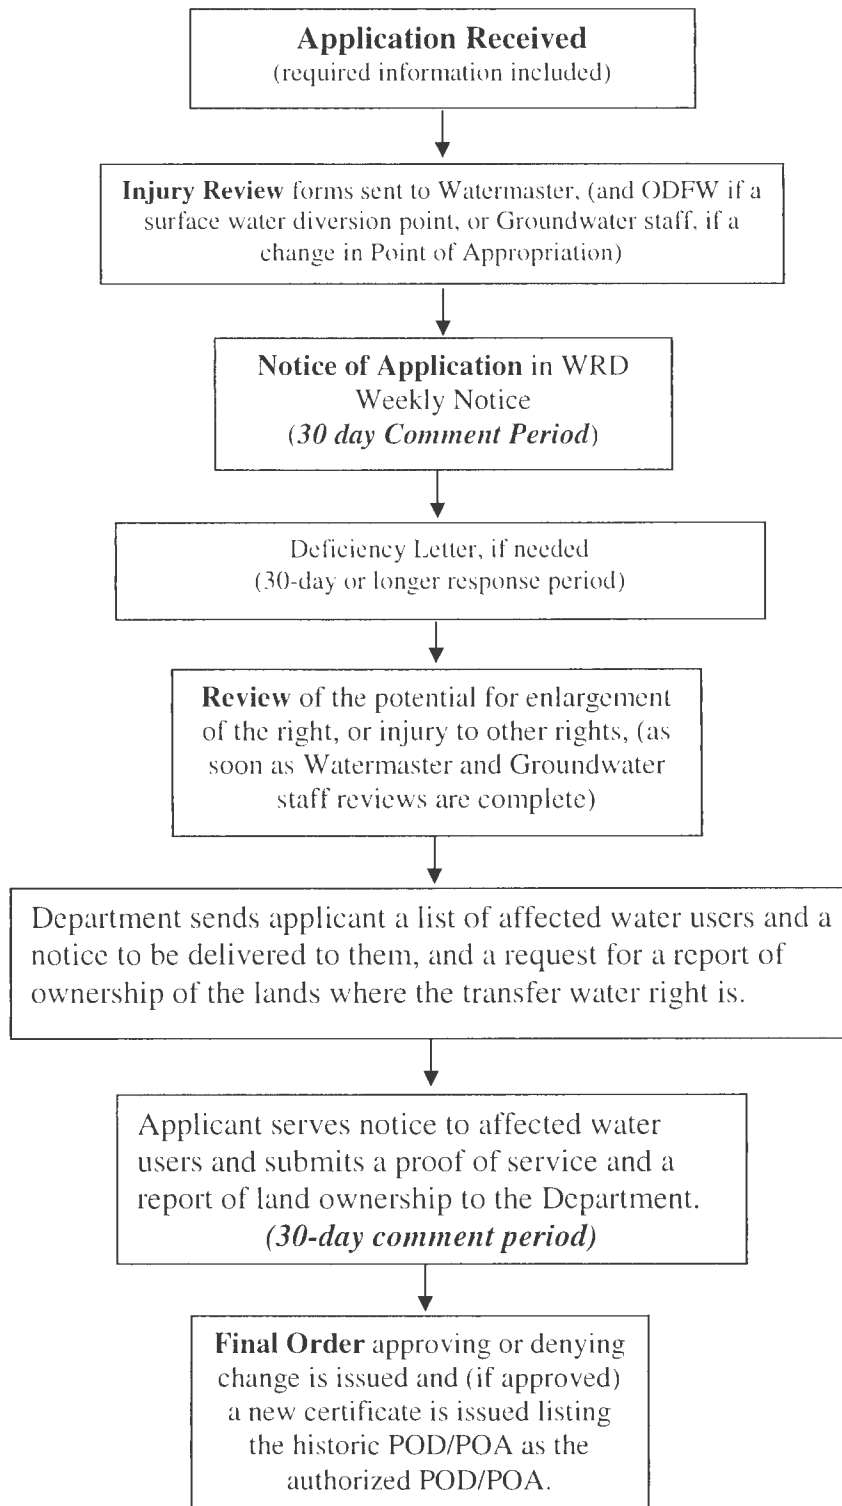 Application Received
(required information included)
Injury Review forms sent to Watermaster, (and ODFW if a
surface water diversion point, or Groundwater staff, if a
change in Point of Appropriation)
Notice of Application in WRD
Weekly Notice
(30 day Comment Period)
Deficiency Letter, if needed
(30-day or longer response period)
Review of the potential for enlargement
of the right, or injury to other rights, (as
soon as Watermaster and Groundwater
staff reviews are complete)
Department sends applicant a list of affected water users and a
notice to be delivered to them, and a request for a report of
ownership of the lands where the transfer water right is.
Applicant serves notice to affected water
users and submits a proof of service and a
report of land ownership to the Department.
(30-day comment period)
Final Order approving or denying
change is issued and (if approved)
a new certificate is issued listing
the historic POD/POA as the
authorized POD/POA.